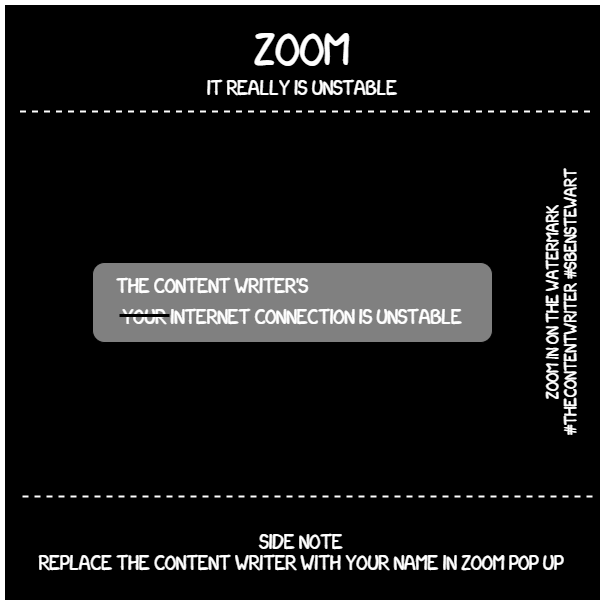 ZOOM
IT REALLY IS UNSTABLE
THE CONTENT WRITER'S
YOUR INTERNET CONNECTION IS UNSTABLE
ZOOM IN ON THE WATERMARK
#THECONTENTWRITER #SBENSTEWART
SIDE NOTE
REPLACE THE CONTENT WRITER WITH YOUR NAME IN ZOOM POP UP